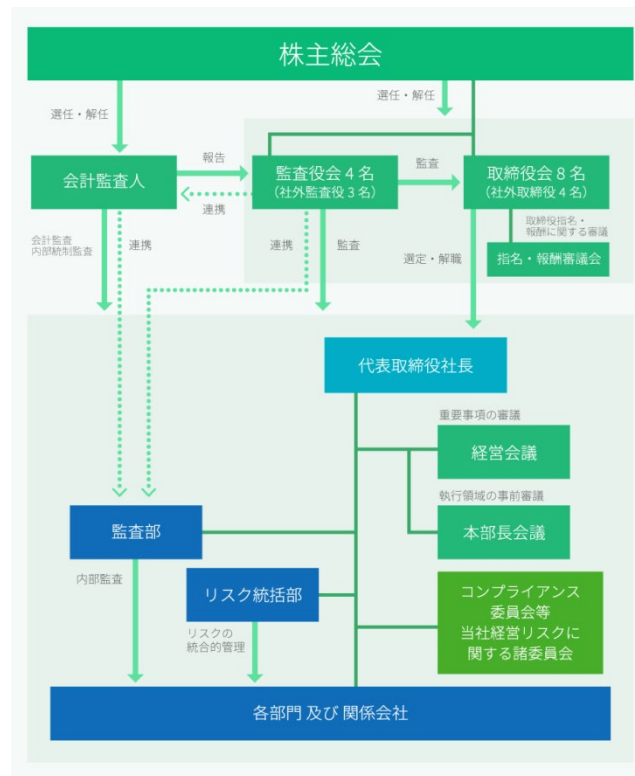 株主総会
選任・解任
選任・解任
会計監査人
報告
連携
監査役会4名
（社外監査役3名）
監査
取締役会8名
（社外取締役4名）
会計監査
内部統制監査
連携
連携
監査
選定・解職
取締役指名・
報酬に関する審議
指名・報酬審議会
代表取締役社長
重要事項の審議
経営会議
執行領域の事前審議
本部長会議
監査部
内部監査
リスク統括部
リスクの
統合的管理
コンプライアンス
委員会等
当社経営リスクに
関する諸委員会
各部門 及び 関係会社